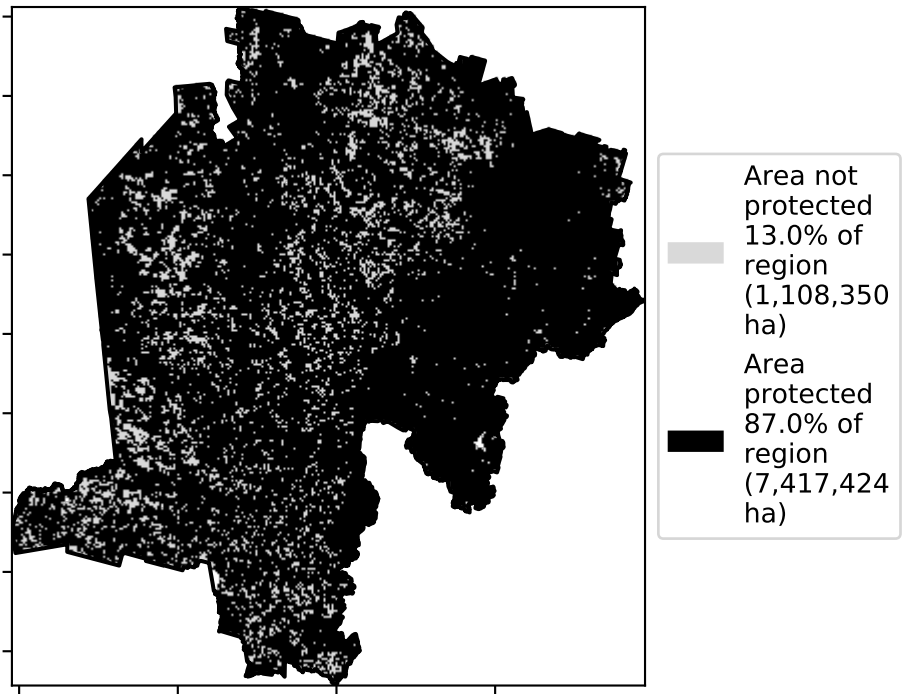 Area not
protected
13.0% of
region
(1,108,350
ha)
Area
protected
87.0% of
region
(7,417,424
ha)